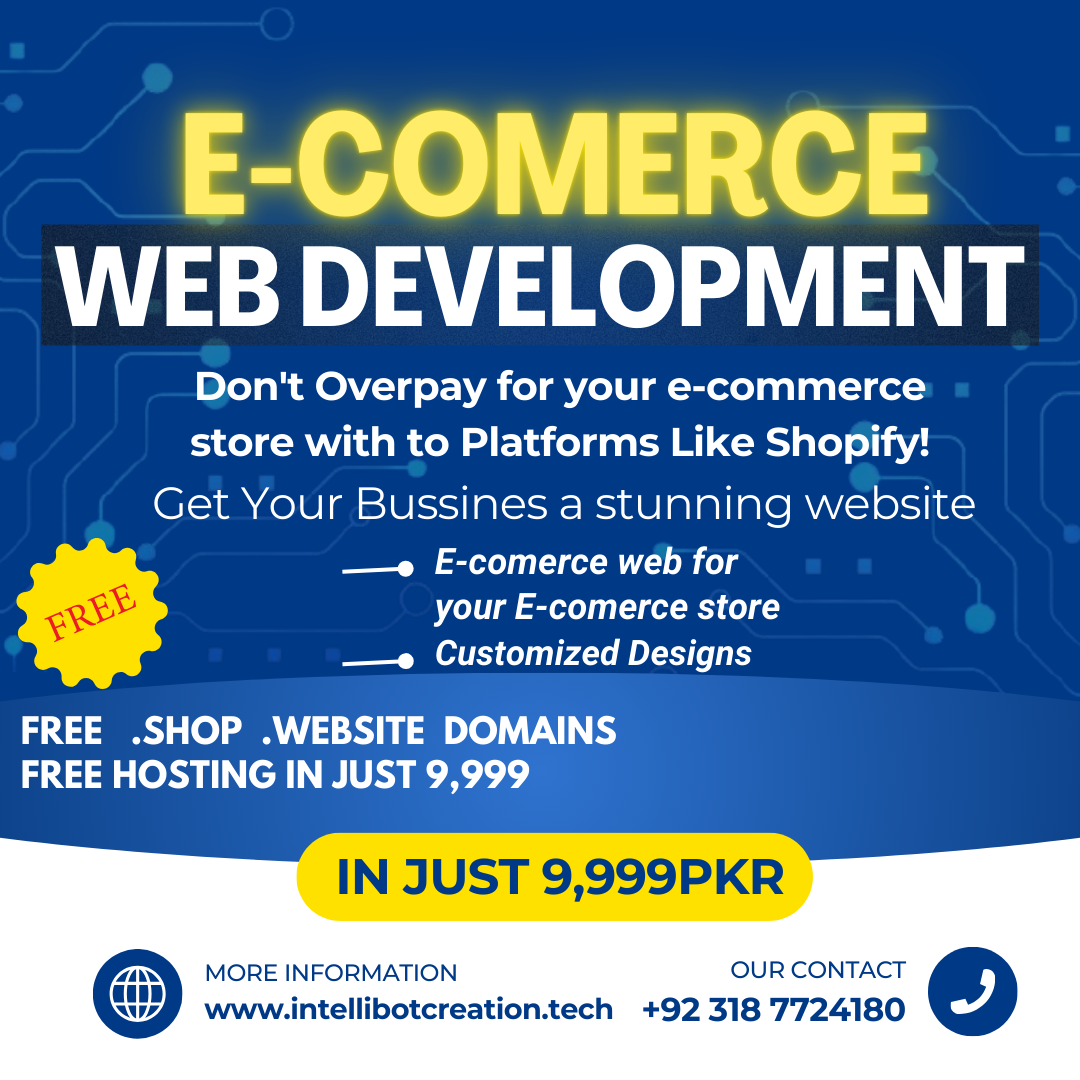 E-COMERCE
WEB DEVELOPMENT
Don't Overpay for your e-commerce
store with to Platforms Like Shopify!
Get Your Bussines a stunning website
E-comerce web for
your E-comerce store
Customized Designs
FREE
FREE .SHOP .WEBSITE DOMAINS
FREE HOSTING IN JUST 9,999
IN JUST 9,999PKR
MORE INFORMATION
www.intellibotcreation.tech
OUR CONTACT
+92 318 7724180